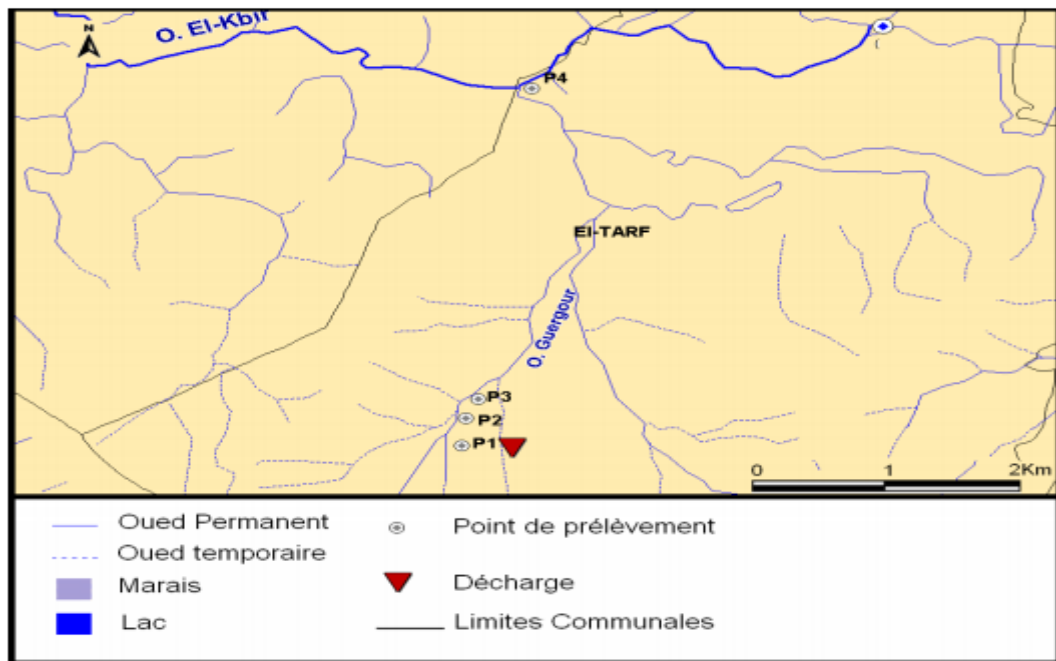 N
O. El-Kbir
P4
El-TARF
O. Guergour
P3
P2
P1
0 1 2Km
Oued Permanent
Point de prélèvement
Oued temporaire
Marais
Décharge
Lac
Limites Communales